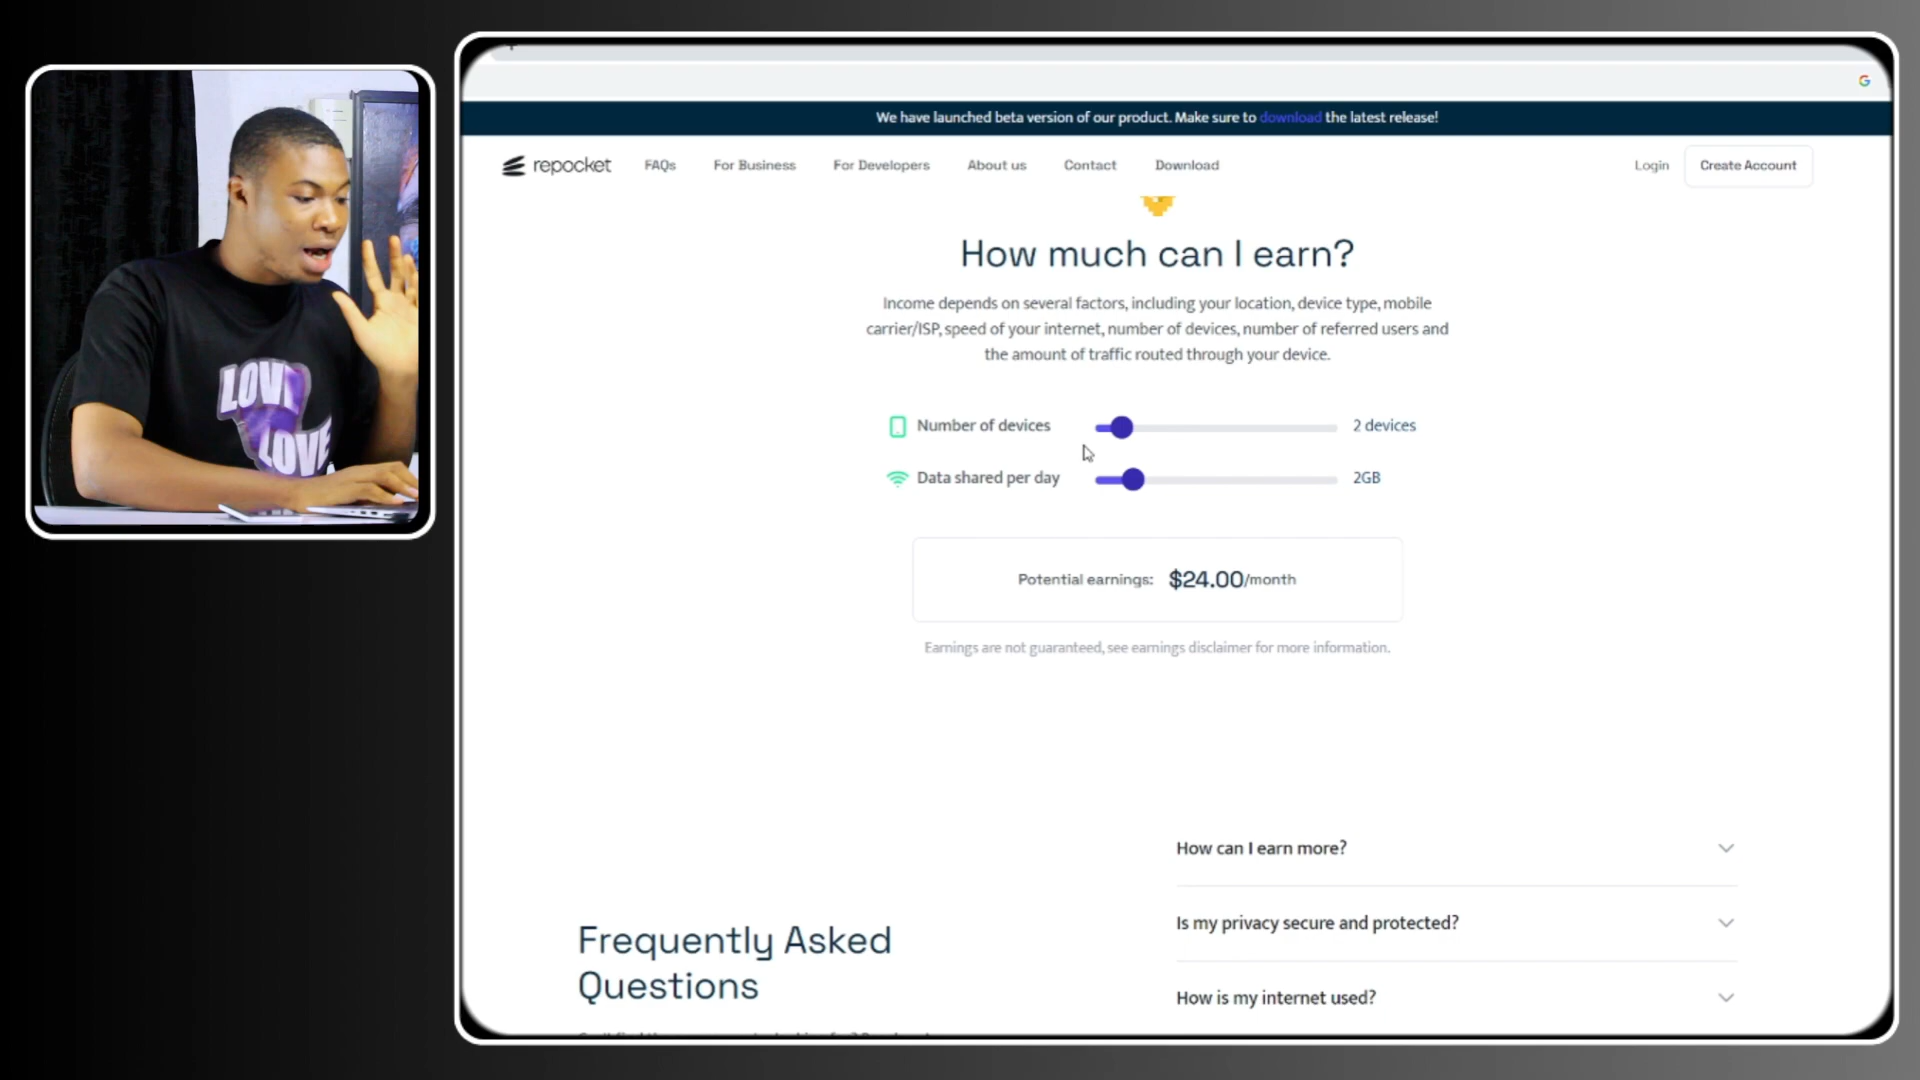 We have launched beta version of our product. Make sure to download the latest release!
repocket
FAQs
For Business
For Developers
About us
Contact
Download
Login
Create Account
How much can I earn?
Income depends on several factors, including your location, device type, mobile
carrier/ISP, speed of your internet, number of devices, number of referred users and
the amount of traffic routed through your device.
Number of devices
2 devices
Data shared per day
2GB
Potential earnings: $24.00/month
Earnings are not guaranteed, see earnings disclaimer for more information.
Frequently Asked
Questions
How can I earn more?
Is my privacy secure and protected?
How is my internet used?
LOVE
LOVE